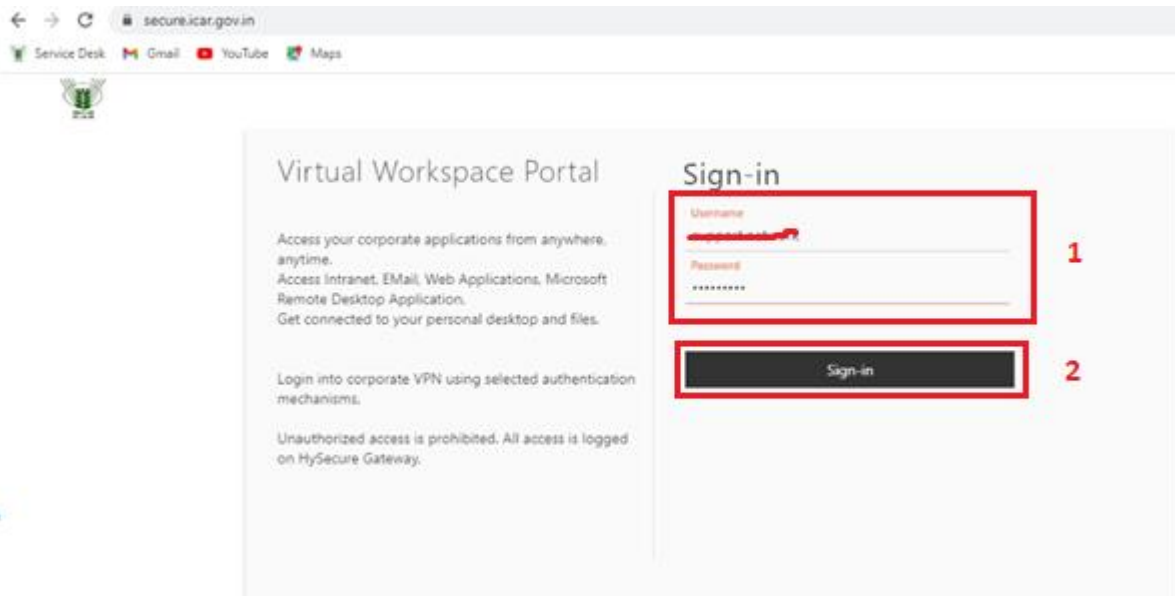 secure.icar.gov.in
Service Desk Gmail YouTube Maps
Virtual Workspace Portal
Access your corporate applications from anywhere,
anytime.
Access Intranet, EMail, Web Applications, Microsoft
Remote Desktop Application.
Get connected to your personal desktop and files.
Login into corporate VPN using selected authentication
mechanisms.
Unauthorized access is prohibited. All access is logged
on HySecure Gateway.
Sign-in
Username
Password
•••••••••
1
Sign-in
2